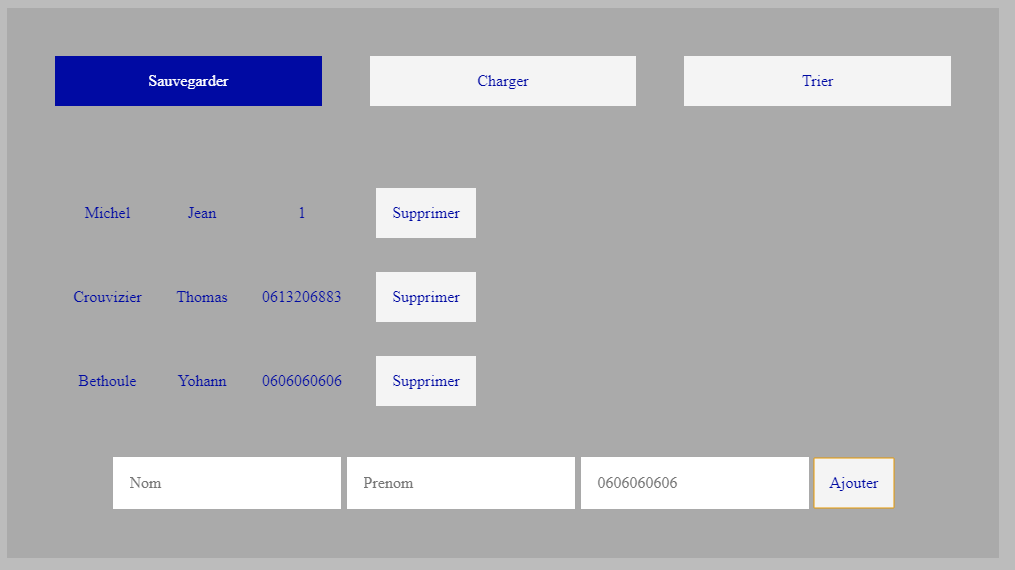 Sauvegarder Charger Trier
Michel Jean 1 Supprimer
Crouvizier Thomas 0613206883 Supprimer
Bethoule Yohann 0606060606 Supprimer
Nom Prenom 0606060606 Ajouter